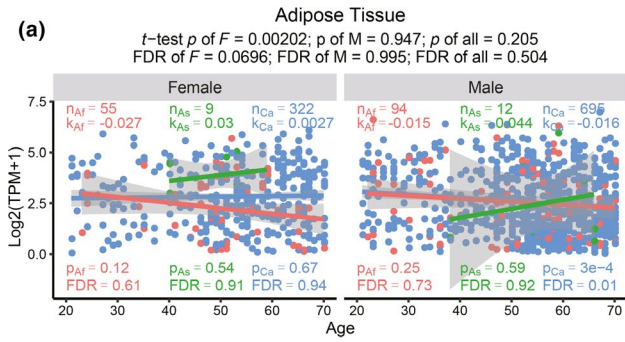 (a)
Adipose Tissue
t−test p of F = 0.00202; p of M = 0.947; p of all = 0.205
FDR of F = 0.0696; FDR of M = 0.995; FDR of all = 0.504
Female
Male
nAf = 55 nAs = 9 nCa = 322
kAf = -0.027 kAs = 0.03 kCa = 0.0027
nAf = 94 nAs = 12 nCa = 695
kAf = -0.015 kAs = 0.044 kCa = -0.016
7.5
5.0
2.5
0.0
Log2(TPM+1)
pAf = 0.12 pAs = 0.54 pCa = 0.67
FDR = 0.61 FDR = 0.91 FDR = 0.94
pAf = 0.25 pAs = 0.59 pCa = 3e−4
FDR = 0.73 FDR = 0.92 FDR = 0.01
20 30 40 50 60 70
20 30 40 50 60 70
Age